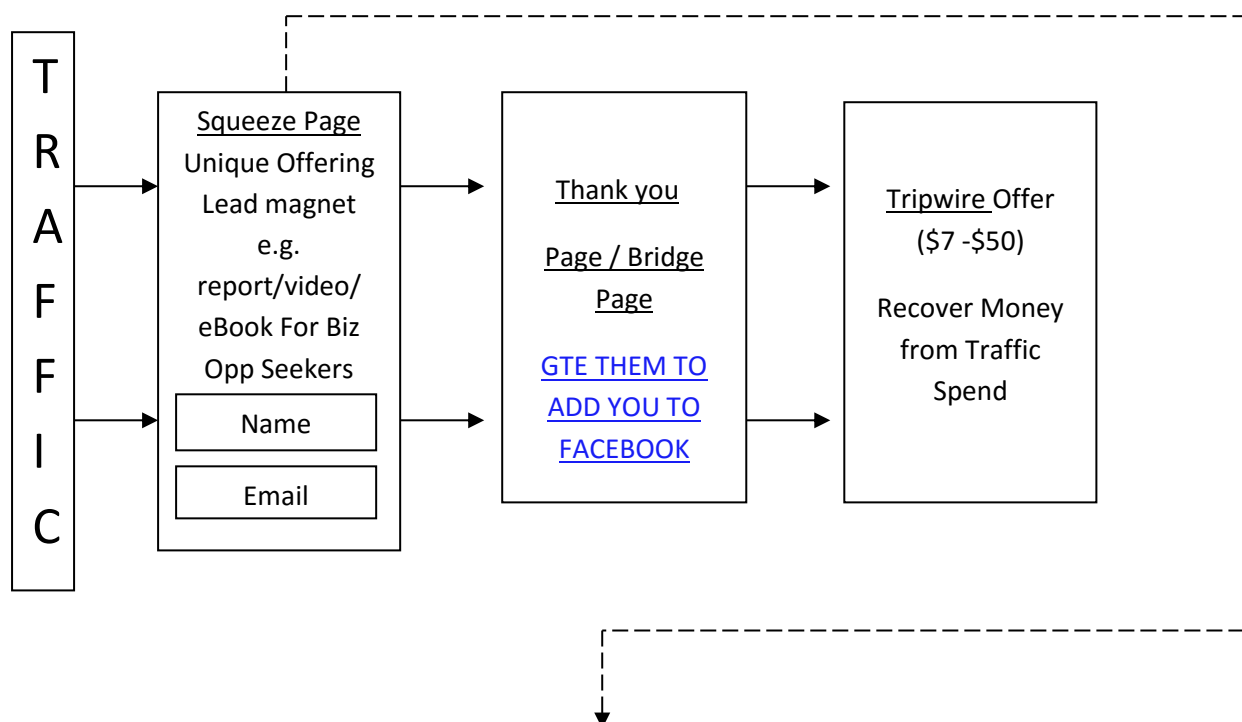 TRAFFIC
Squeeze Page
Unique Offering
Lead magnet
e.g.
report/video/
eBook For Biz
Opp Seekers
Name
Email
Thank you
Page / Bridge
Page
GTE THEM TO
ADD YOU TO
FACEBOOK
Tripwire Offer
($7 -$50)
Recover Money
from Traffic
Spend